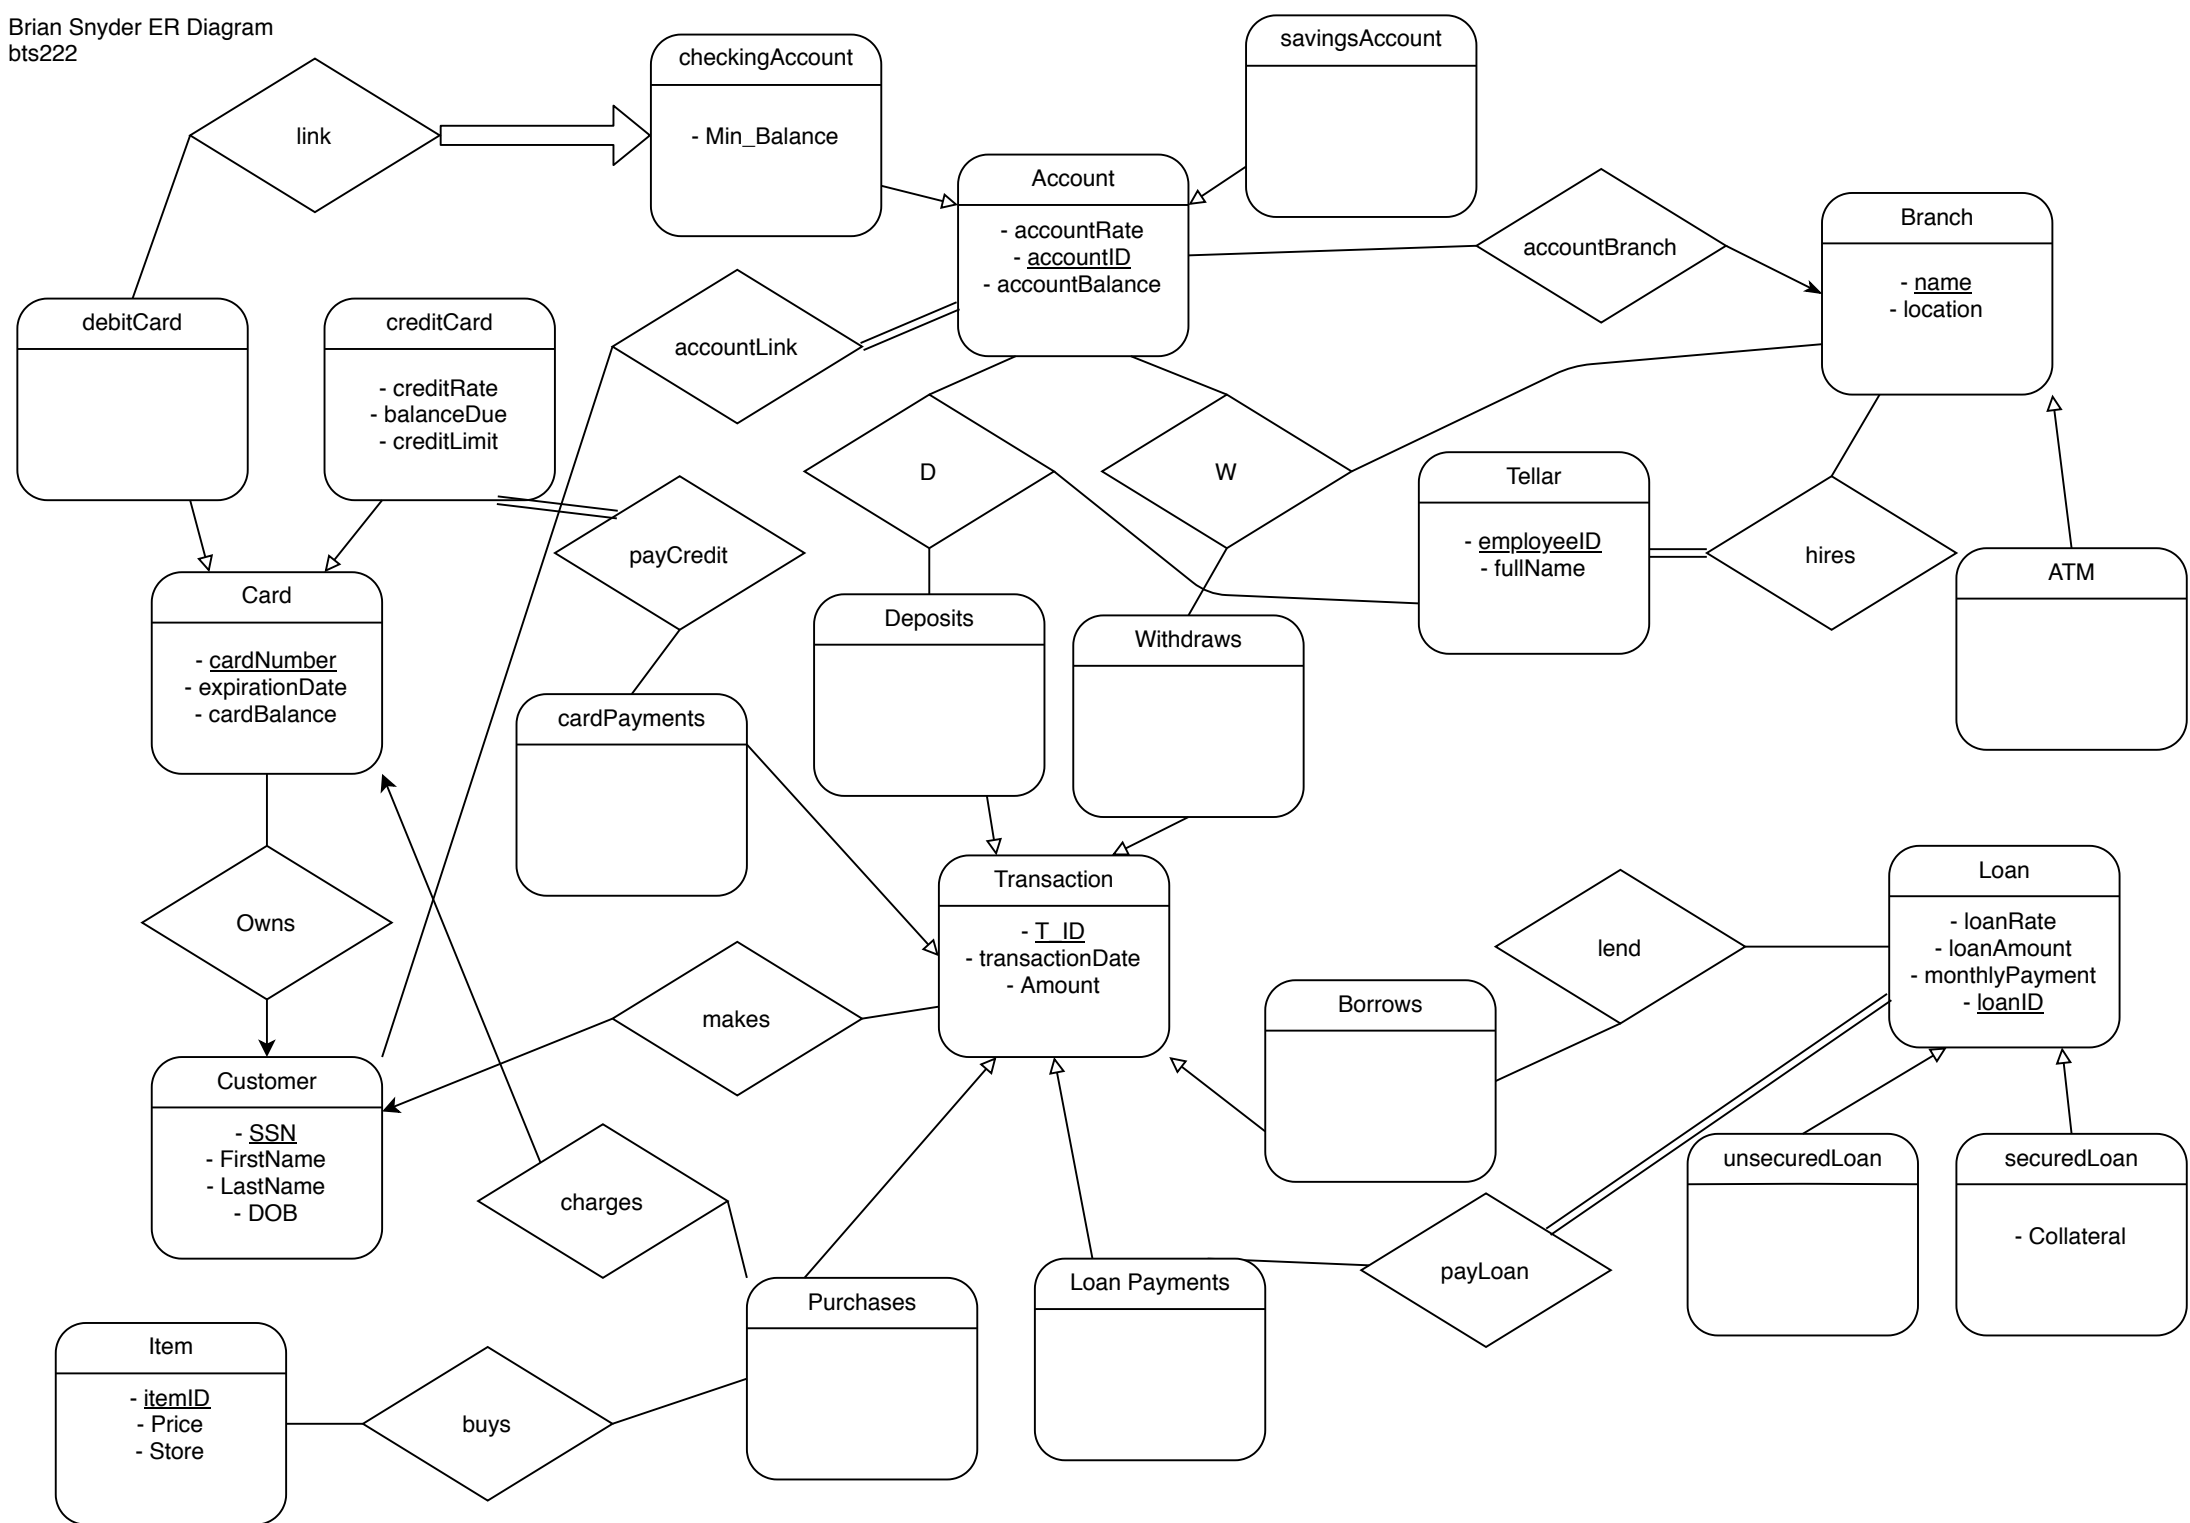 Brian Snyder ER Diagram
bts222
link
checkingAccount
- Min_Balance
savingsAccount
Account
- accountRate
- accountID
- accountBalance
accountBranch
Branch
- name
- location
debitCard
creditCard
- creditRate
- balanceDue
- creditLimit
accountLink
D
W
Tellar
- employeeID
- fullName
hires
ATM
payCredit
Card
- cardNumber
- expirationDate
- cardBalance
cardPayments
Deposits
Withdraws
Owns
Transaction
- T_ID
- transactionDate
- Amount
makes
lend
Loan
- loanRate
- loanAmount
- monthlyPayment
- loanID
Borrows
Customer
- SSN
- FirstName
- LastName
- DOB
charges
unsecuredLoan
securedLoan
- Collateral
payLoan
Loan Payments
Purchases
Item
- itemID
- Price
- Store
buys